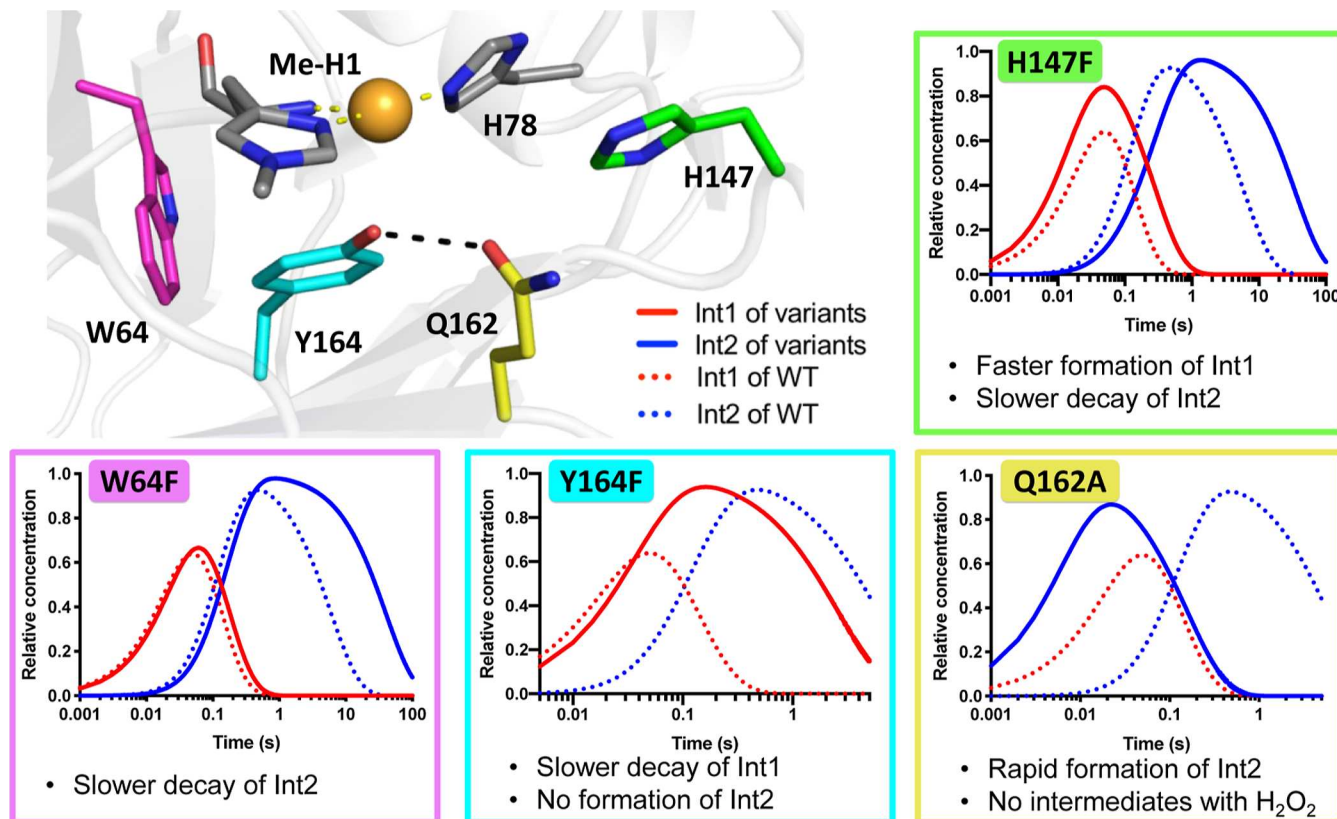 Me-H1
H78
H147
W64
Y164
Q162
Int1 of variants
Int2 of variants
Int1 of WT
Int2 of WT
H147F
Relative concentration
1.0
0.8
0.6
0.4
0.2
0.0
0.001
0.01
0.1
1
10
100
Time (s)
• Faster formation of Int1
• Slower decay of Int2
W64F
Relative concentration
1.0
0.8
0.6
0.4
0.2
0.0
0.001
0.01
0.1
1
10
100
Time (s)
• Slower decay of Int2
Y164F
Relative concentration
1.0
0.8
0.6
0.4
0.2
0.0
0.01
0.1
1
Time (s)
• Slower decay of Int1
• No formation of Int2
Q162A
Relative concentration
1.0
0.8
0.6
0.4
0.2
0.0
0.001
0.01
0.1
1
Time (s)
• Rapid formation of Int2
• No intermediates with H₂O₂